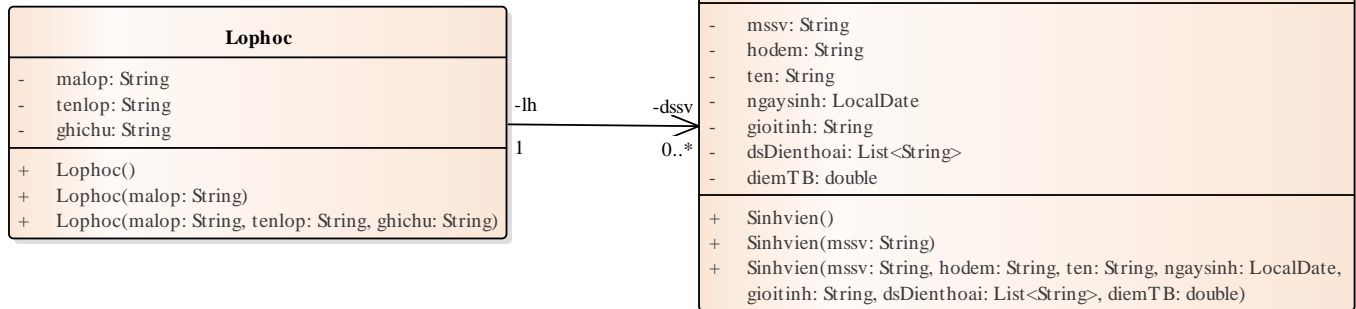 Lophoc
- malop: String
- tenlop: String
- ghichu: String
+ Lophoc()
+ Lophoc(malop: String)
+ Lophoc(malop: String, tenlop: String, ghichu: String)
-lh
1
-dssv
0..*
- mssv: String
- hodem: String
- ten: String
- ngaysinh: LocalDate
- gioitinh: String
- dsDienthoai: List<String>
- diemTB: double
+ Sinhvien()
+ Sinhvien(mssv: String)
+ Sinhvien(mssv: String, hodem: String, ten: String, ngaysinh: LocalDate,
gioitinh: String, dsDienthoai: List<String>, diemTB: double)